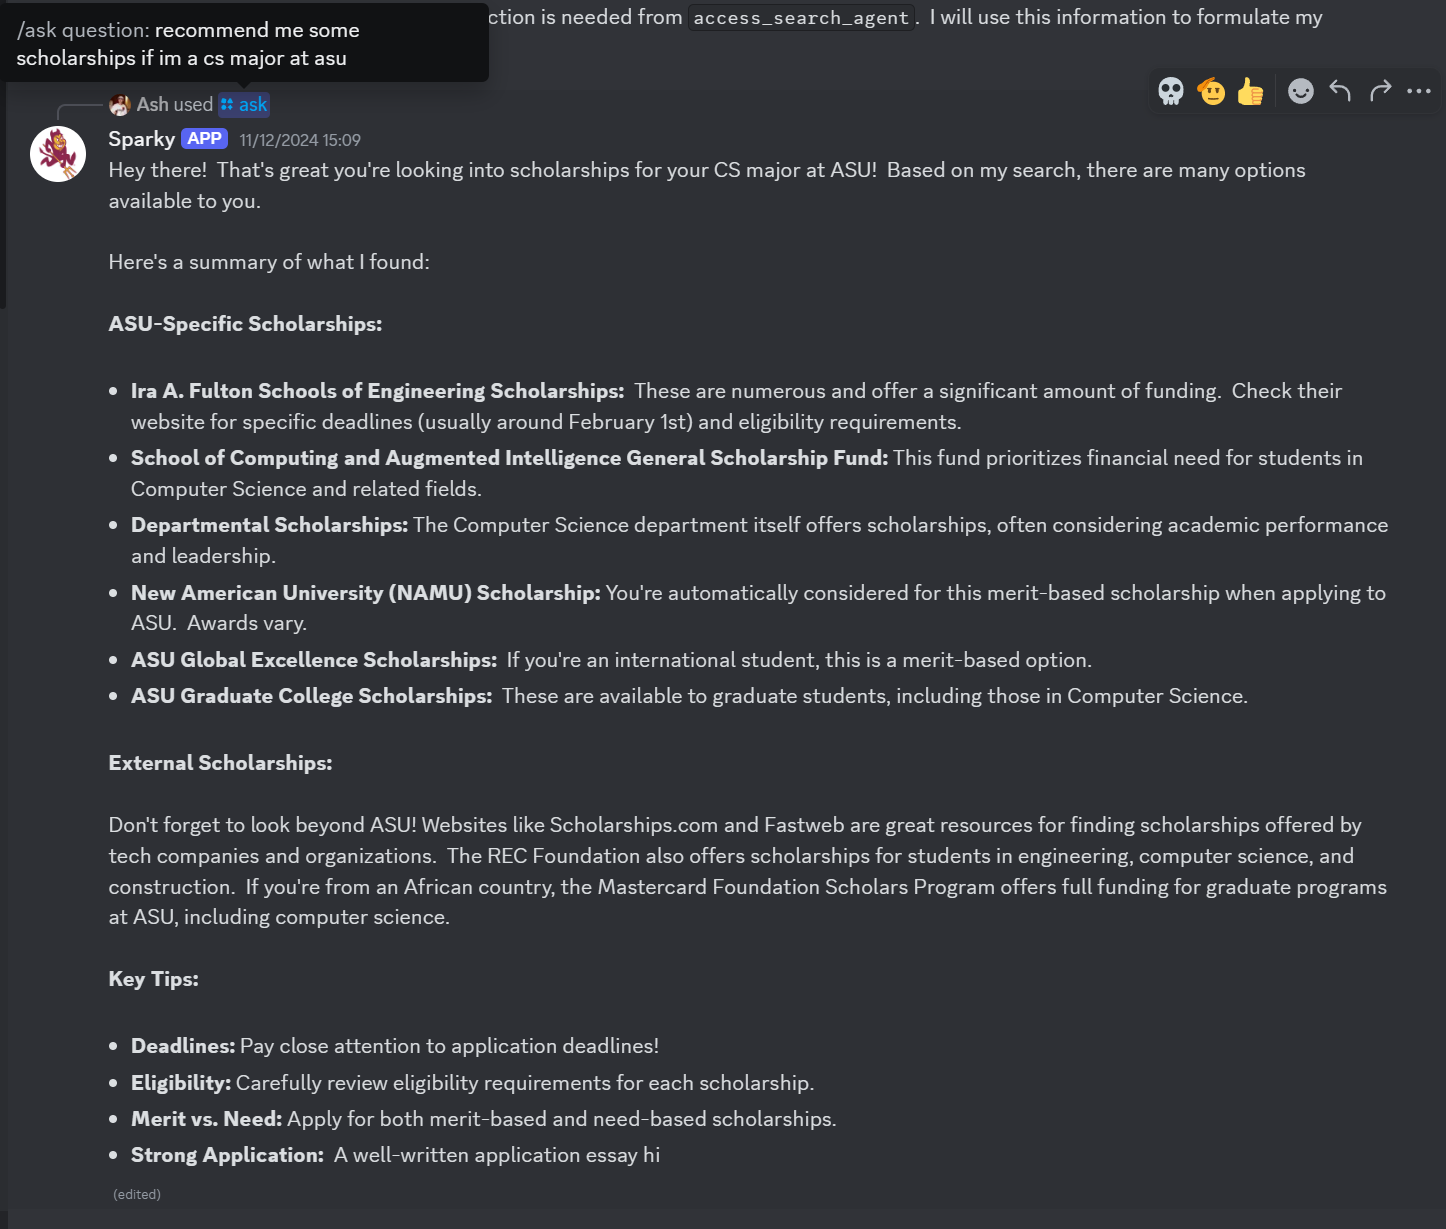 /ask question: recommend me some
scholarships if im a cs major at asu
ction is needed from access_search_agent. I will use this information to formulate my
Ash used ask
Sparky APP 11/12/2024 15:09
Hey there! That's great you're looking into scholarships for your CS major at ASU! Based on my search, there are many options
available to you.
Here's a summary of what I found:
ASU-Specific Scholarships:
• Ira A. Fulton Schools of Engineering Scholarships: These are numerous and offer a significant amount of funding. Check their
website for specific deadlines (usually around February 1st) and eligibility requirements.
• School of Computing and Augmented Intelligence General Scholarship Fund: This fund prioritizes financial need for students in
Computer Science and related fields.
• Departmental Scholarships: The Computer Science department itself offers scholarships, often considering academic performance
and leadership.
• New American University (NAMU) Scholarship: You're automatically considered for this merit-based scholarship when applying to
ASU. Awards vary.
• ASU Global Excellence Scholarships: If you're an international student, this is a merit-based option.
• ASU Graduate College Scholarships: These are available to graduate students, including those in Computer Science.
External Scholarships:
Don't forget to look beyond ASU! Websites like Scholarships.com and Fastweb are great resources for finding scholarships offered by
tech companies and organizations. The REC Foundation also offers scholarships for students in engineering, computer science, and
construction. If you're from an African country, the Mastercard Foundation Scholars Program offers full funding for graduate programs
at ASU, including computer science.
Key Tips:
• Deadlines: Pay close attention to application deadlines!
• Eligibility: Carefully review eligibility requirements for each scholarship.
• Merit vs. Need: Apply for both merit-based and need-based scholarships.
• Strong Application: A well-written application essay hi
(edited)